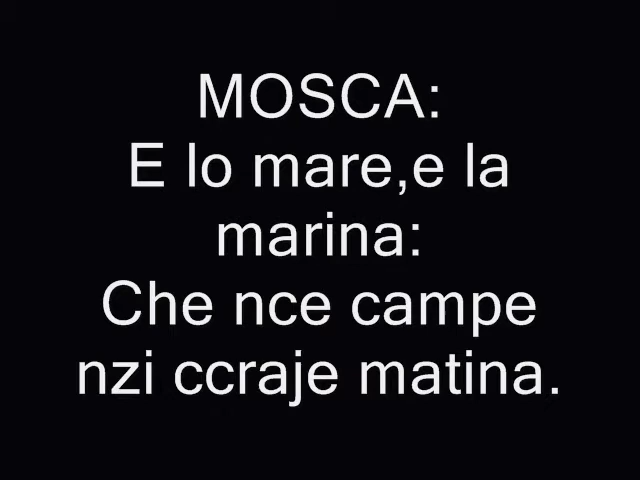 MOSCA:
E lo mare,e la
marina:
Che nce campe
nzi ccraje matina.